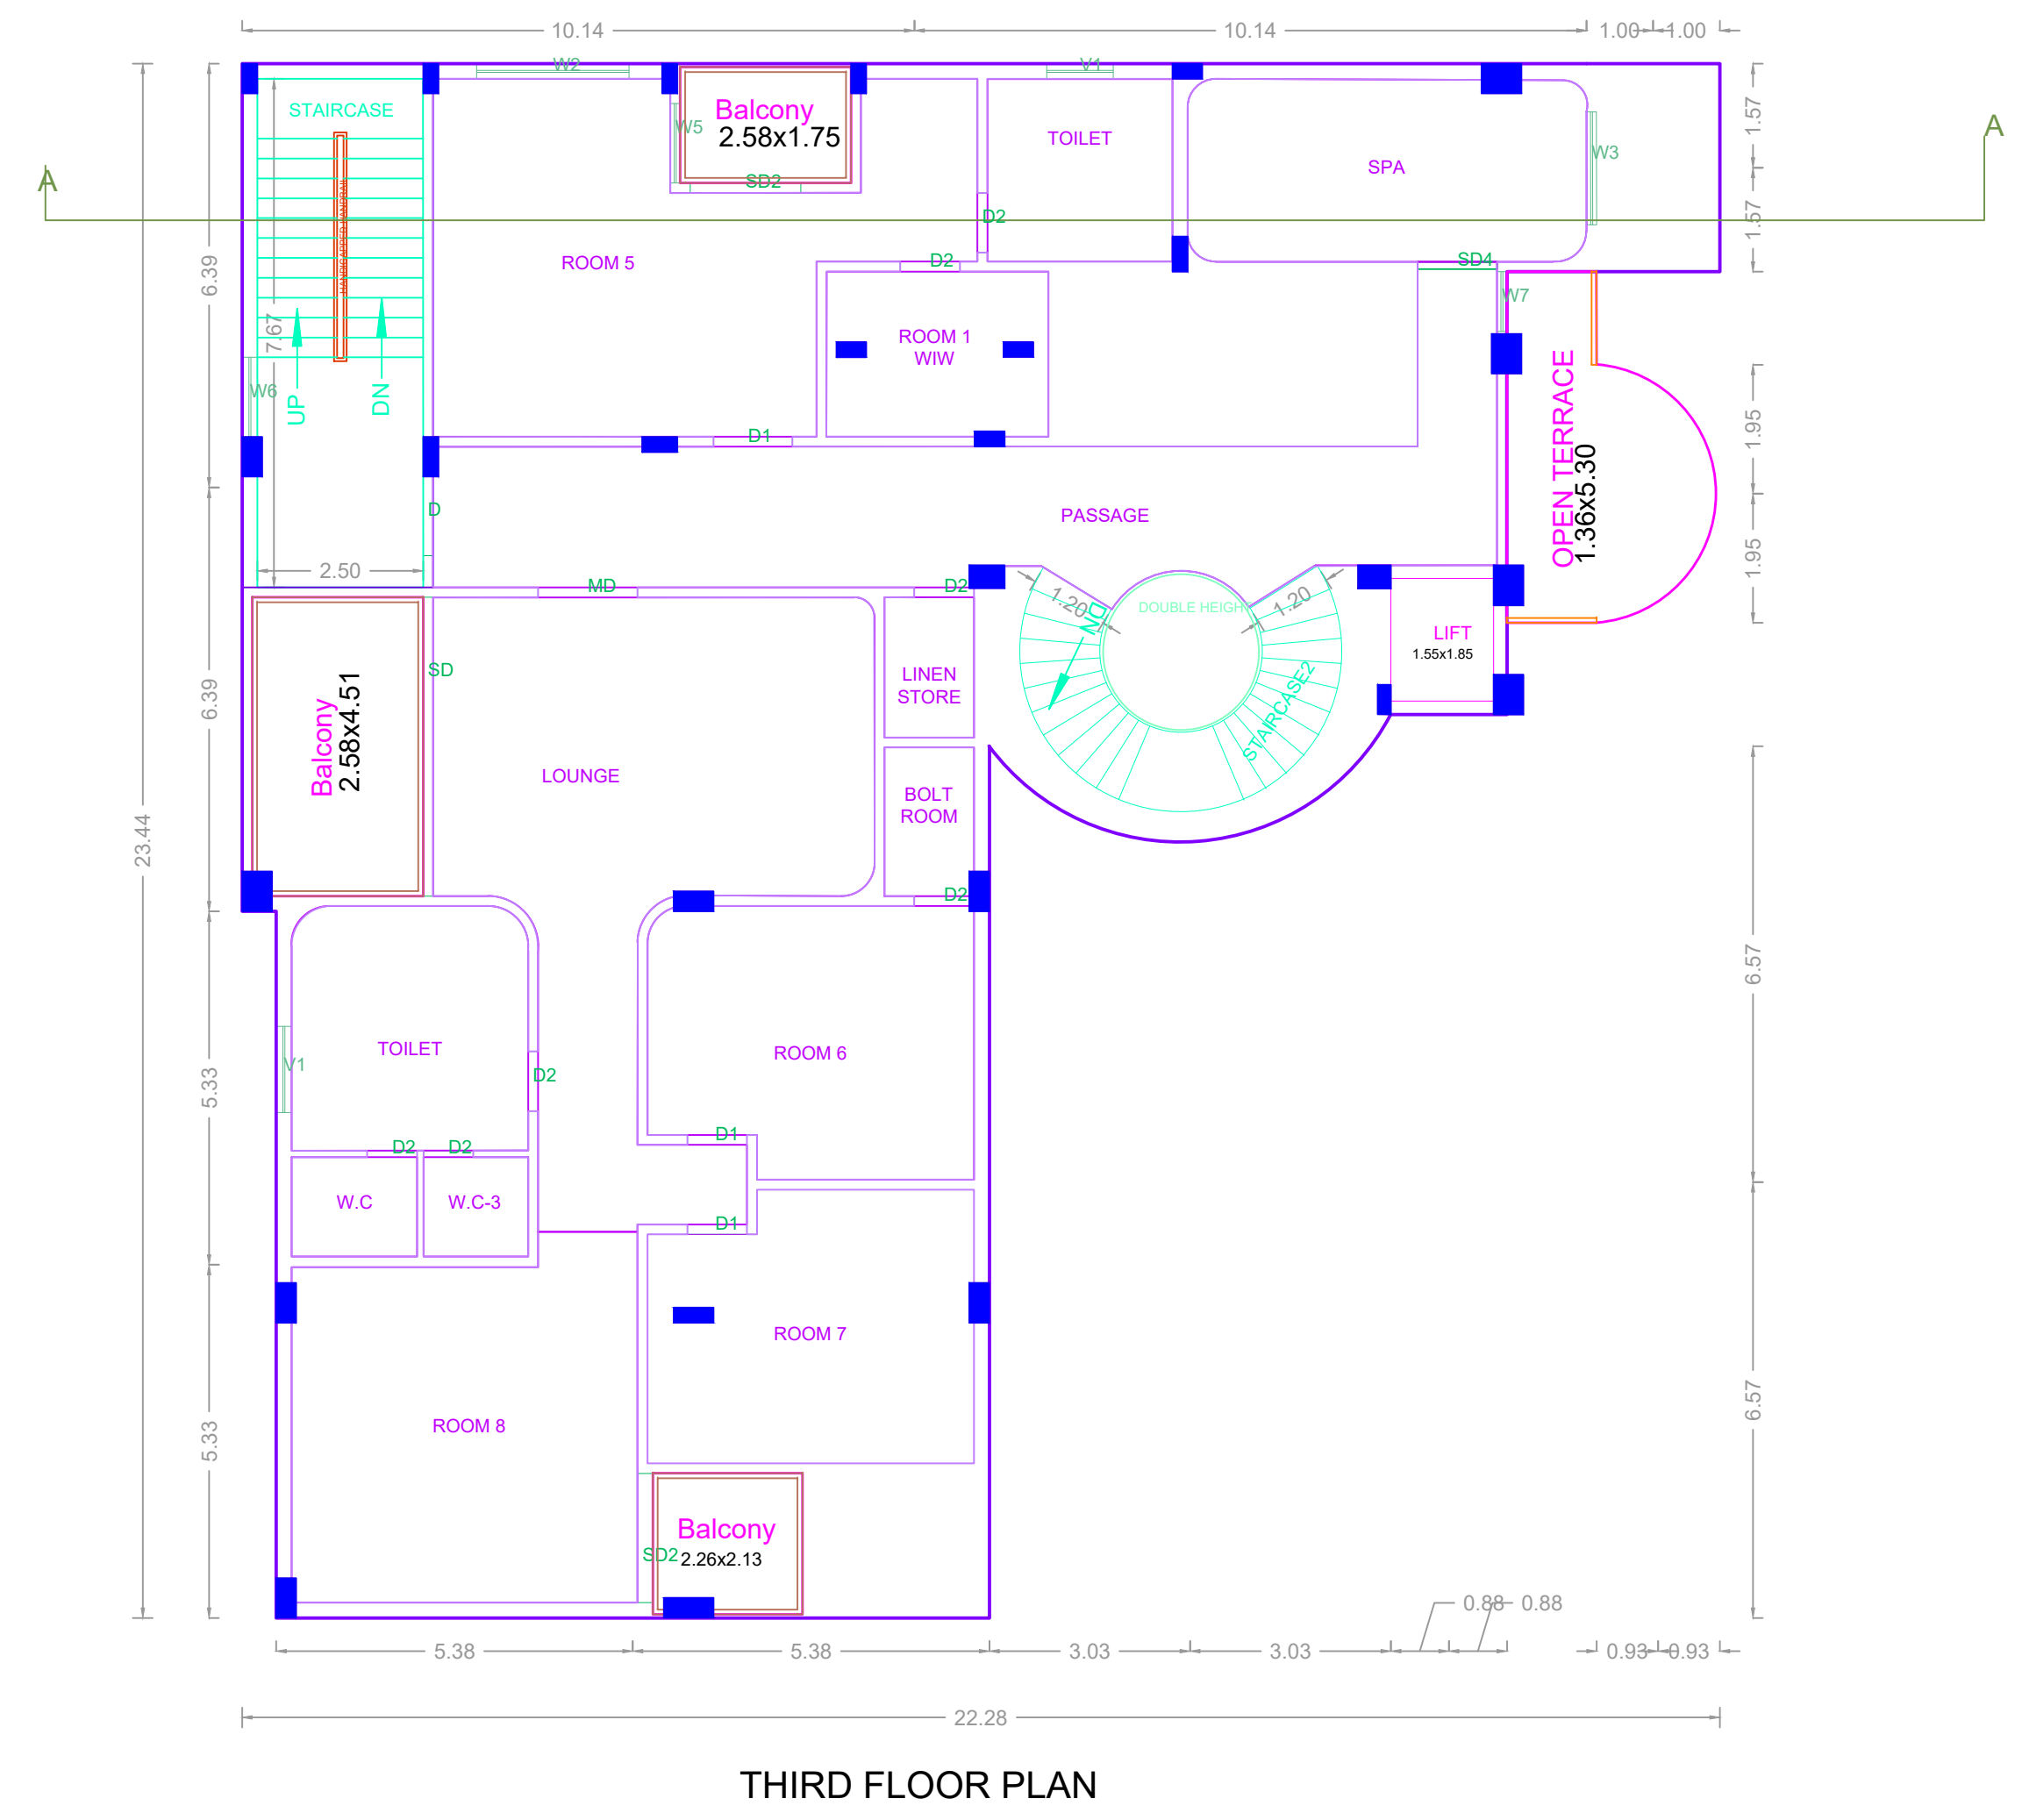 10.14
10.14
1.00
1.00
W2
V1
STAIRCASE
Balcony
2.58x1.75
W5
SD2
TOILET
SPA
W3
1.57
1.57
A
A
HANDICAPPED HANDRAIL
D2
D2
ROOM 5
SD4
W7
6.39
7.67
ROOM 1
WIW
W6
UP
DN
D1
OPEN TERRACE
1.36x5.30
1.95
1.95
D
PASSAGE
2.50
MD
D2
1.20
DN
DOUBLE HEIGH
1.20
LIFT
1.55x1.85
SD
6.39
LINEN
STORE
STAIRCASE2
Balcony
2.58x4.51
LOUNGE
BOLT
ROOM
23.44
D2
6.57
TOILET
ROOM 6
V1
D2
5.33
D2
D2
D1
W.C
W.C-3
D1
ROOM 7
6.57
ROOM 8
5.33
Balcony
2.26x2.13
SD2
0.88
0.88
5.38
5.38
3.03
3.03
0.93
0.93
22.28
THIRD FLOOR PLAN